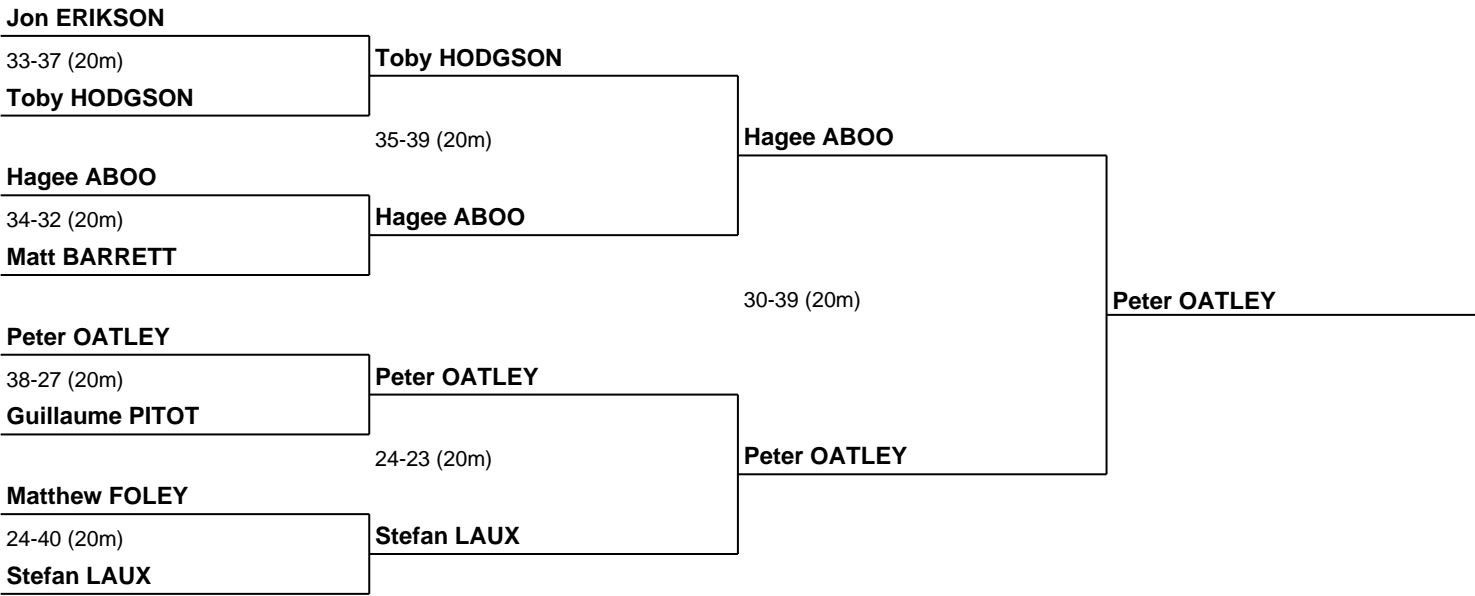 Jon ERIKSON
33-37 (20m)
Toby HODGSON
Hagee ABOO
34-32 (20m)
Matt BARRETT
Peter OATLEY
38-27 (20m)
Guillaume PITOT
Matthew FOLEY
24-40 (20m)
Stefan LAUX
Toby HODGSON
35-39 (20m)
Hagee ABOO
Peter OATLEY
24-23 (20m)
Stefan LAUX
Hagee ABOO
30-39 (20m)
Peter OATLEY
Peter OATLEY